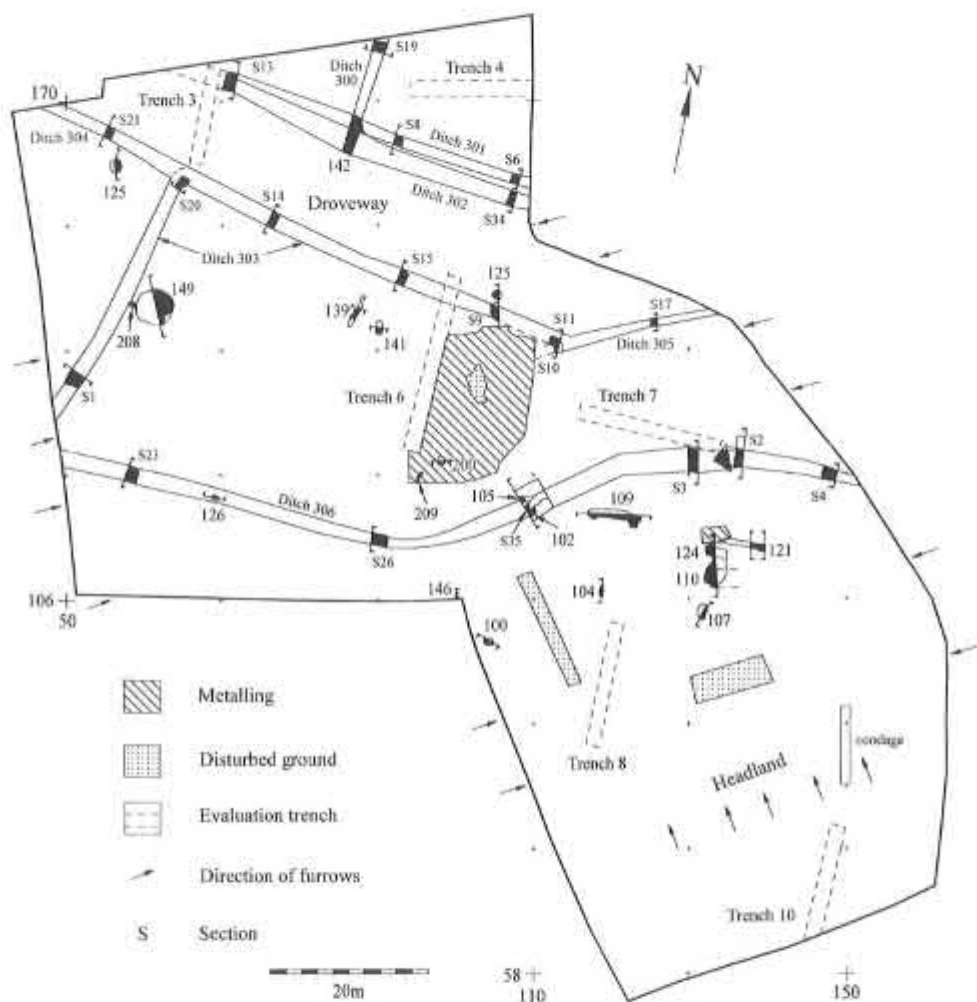 S19
S13
Ditch
300
Trench 4
N
170
Trench 3
S21
Ditch 304
S8
Ditch 301
S6
142
125
S20
S14
Droveway
Ditch 302
S34
Ditch 303
S15
125
149
139
S9
S11
S17
208
141
S10
Ditch 305
S1
Trench 6
Trench 7
S2
S23
200
S3
S4
Ditch 306
105
109
126
209
S26
S35
102
124
121
110
106
50
146
104
107
100
Metalling
sondage
Trench 8
Headland
Disturbed ground
Evaluation trench
Direction of furrows
Trench 10
S
Section
20m
58
110
150